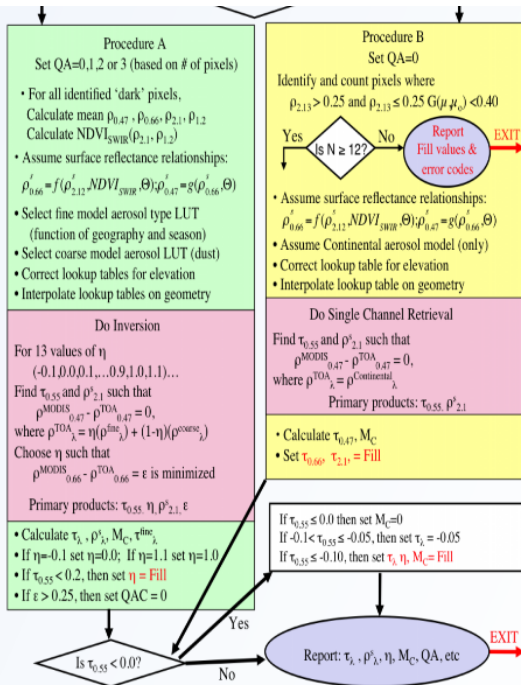 Procedure A
Set QA=0,1,2 or 3 (based on # of pixels)
• For all identified 'dark' pixels,
Calculate mean ρ0.47 , ρ0.66, ρ2.1, ρ1.2
Calculate NDVISWIR(ρ2.1, ρ1.2)
• Assume surface reflectance relationships:
ρs0.66=f(ρs2.12,NDVISWIR,Θ);ρs0.47=g(ρs0.66,Θ)
• Select fine model aerosol type LUT
(function of geography and season)
• Select coarse model aerosol LUT (dust)
• Correct lookup tables for elevation
• Interpolate lookup tables on geometry
Do Inversion
For 13 values of η
(-0.1,0.0,0.1,...0.9,1.0,1.1)...
Find τ0.55 and ρs2.1 such that
ρMODIS0.47 - ρTOA0.47 = 0,
where ρTOAλ = η(ρfineλ) + (1-η)(ρcoarseλ)
Choose η such that
ρMODIS0.66 - ρTOA0.66 = ε is minimized
Primary products: τ0.55, η, ρs2.1, ε
• Calculate τλ , ρsλ, MC, τfineλ
• If η=-0.1 set η=0.0; If η=1.1 set η=1.0
• If τ0.55 < 0.2, then set η = Fill
• If ε > 0.25, then set QAC = 0
Is τ0.55 < 0.0?
Yes
No
Procedure B
Set QA=0
Identify and count pixels where
ρ2.13 > 0.25 and ρ2.13 ≤ 0.25 G(μ,μo) <0.40
Yes
Is N ≥ 12?
No
Report
Fill values &
error codes
EXIT
• Assume surface reflectance relationships:
ρs0.66=f(ρs2.12,NDVISWIR,Θ);ρs0.47=g(ρs0.66,Θ)
• Assume Continental aerosol model (only)
• Correct lookup table for elevation
• Interpolate lookup table on geometry
Do Single Channel Retrieval
Find τ0.55 and ρs2.1 such that
ρMODIS0.47 - ρTOA0.47 = 0,
where ρTOAλ = ρContinentalλ
Primary products: τ0.55, ρs2.1
• Calculate τ0.47, MC
• Set τ0.66, τ2.1, = Fill
If τ0.55 ≤ 0.0 then set MC=0
If -0.1< τ0.55 ≤ -0.05, then set τλ = -0.05
If τ0.55 ≤ -0.10, then set τλ η, MC= Fill
Report: τλ , ρsλ, η, MC, QA, etc
EXIT